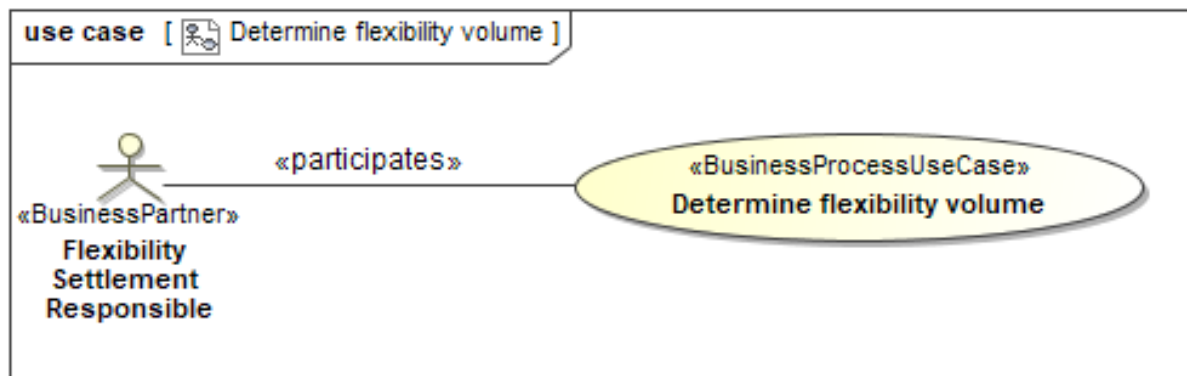 use case [ Determine flexibility volume ]
«participates»
«BusinessProcessUseCase»
Determine flexibility volume
«BusinessPartner»
Flexibility
Settlement
Responsible